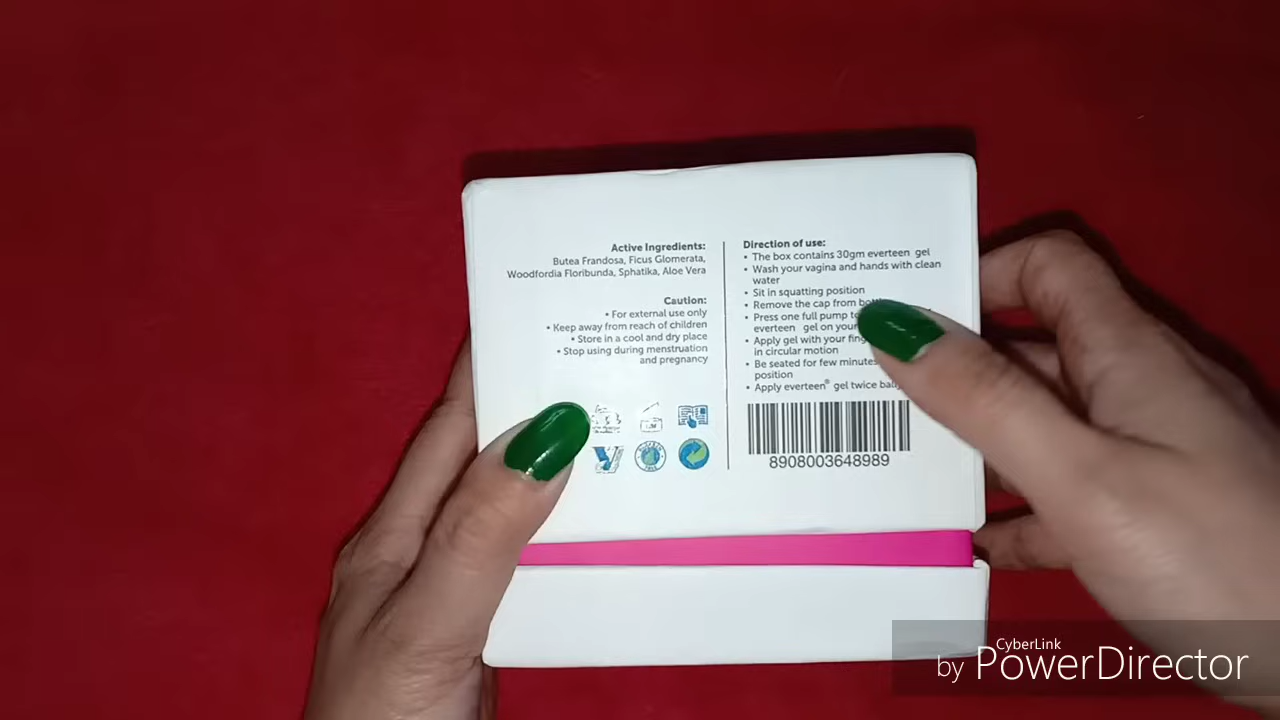 Active Ingredients:
Butea Frandosa, Ficus Glomerata,
Woodfordia Floribunda, Sphatika, Aloe Vera
Caution:
• For external use only
• Keep away from reach of children
• Store in a cool and dry place
• Stop using during menstruation
and pregnancy
Direction of use:
• The box contains 30gm everteen gel
• Wash your vagina and hands with clean
water
• Sit in squatting position
• Remove the cap from
• Press one full pump
everteen gel on your
• Apply gel with your
in circular motion
• Be seated for few minutes
position
• Apply everteen® gel twice
8908003648989
CyberLink
by PowerDirector